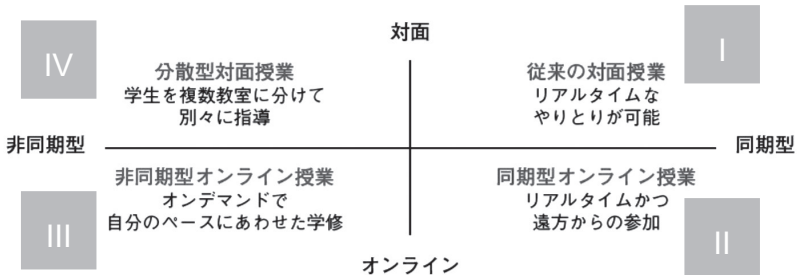 対面
IV
分散型対面授業
学生を複数教室に分けて
別々に指導
I
従来の対面授業
リアルタイムな
やりとりが可能
非同期型
同期型
非同期型オンライン授業
オンデマンドで
自分のペースにあわせた学修
III
同期型オンライン授業
リアルタイムかつ
遠方からの参加
II
オンライン